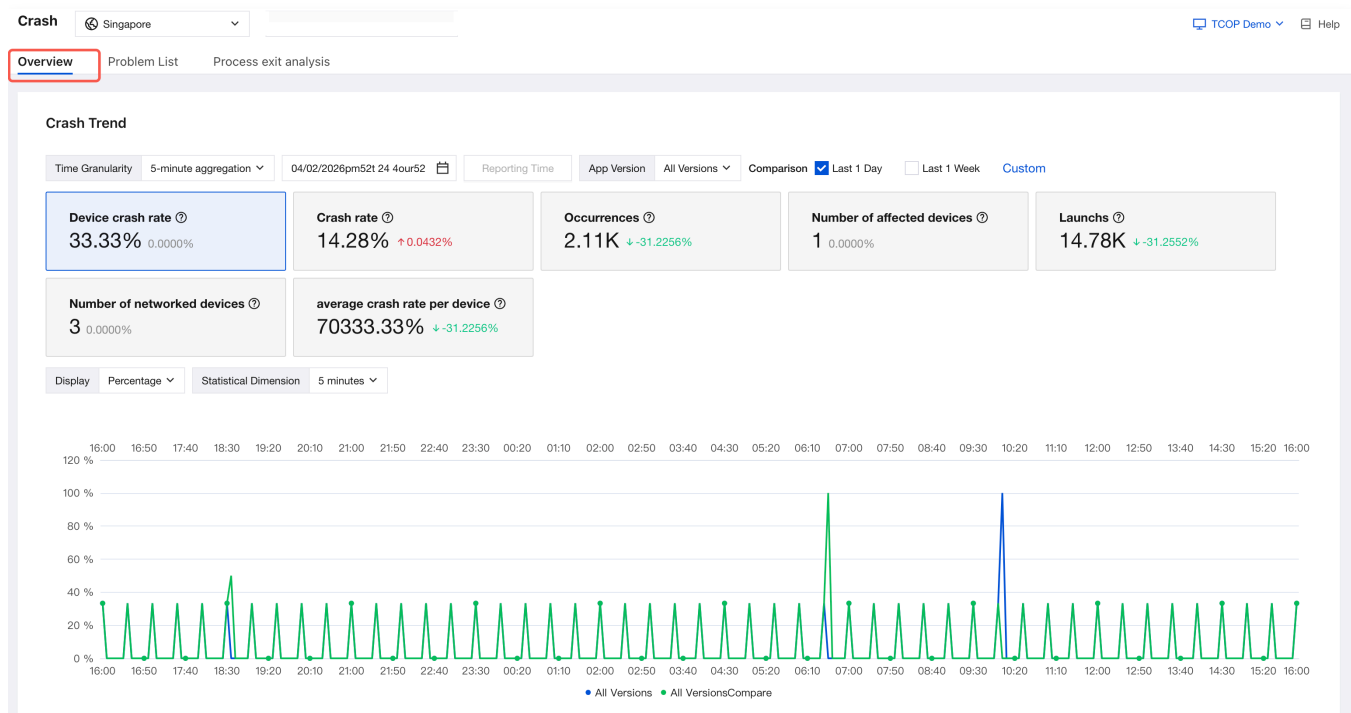 Crash Singapore TCOP Demo Help
Overview Problem List Process exit analysis
Crash Trend
Time Granularity 5-minute aggregation 04/02/2026pm52t 24 4our52 Reporting Time App Version All Versions Comparison Last 1 Day Last 1 Week Custom
Device crash rate
33.33% 0.0000%
Crash rate
14.28% ↑ 0.0432%
Occurrences
2.11K ↓ -31.2256%
Number of affected devices
1 0.0000%
Launchs
14.78K ↓ -31.2552%
Number of networked devices
3 0.0000%
average crash rate per device
70333.33% ↓ -31.2256%
Display Percentage Statistical Dimension 5 minutes
16:00 16:50 17:40 18:30 19:20 20:10 21:00 21:50 22:40 23:30 00:20 01:10 02:00 02:50 03:40 04:30 05:20 06:10 07:00 07:50 08:40 09:30 10:20 11:10 12:00 12:50 13:40 14:30 15:20 16:00
120 %
100 %
80 %
60 %
40 %
20 %
0 %
16:00 16:50 17:40 18:30 19:20 20:10 21:00 21:50 22:40 23:30 00:20 01:10 02:00 02:50 03:40 04:30 05:20 06:10 07:00 07:50 08:40 09:30 10:20 11:10 12:00 12:50 13:40 14:30 15:20 16:00
All Versions All VersionsCompare